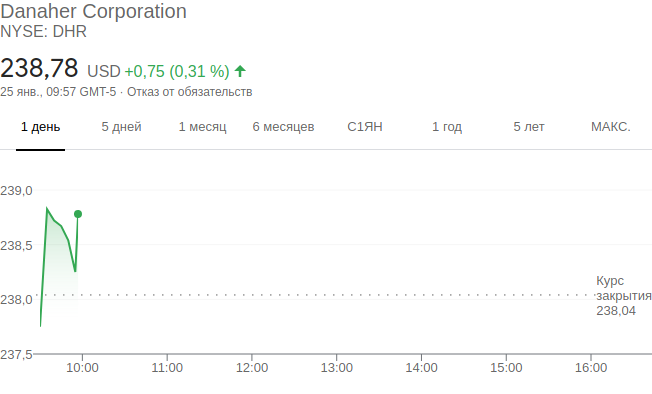 Danaher Corporation
NYSE: DHR
238,78 USD +0,75 (0,31 %)
25 янв., 09:57 GMT-5 · Отказ от обязательств
1 день 5 дней 1 месяц 6 месяцев С1ЯН 1 год 5 лет МАКС.
239,0
238,5
Курс
238,0 закрытия
238,04
237,5
10:00 11:00 12:00 13:00 14:00 15:00 16:00